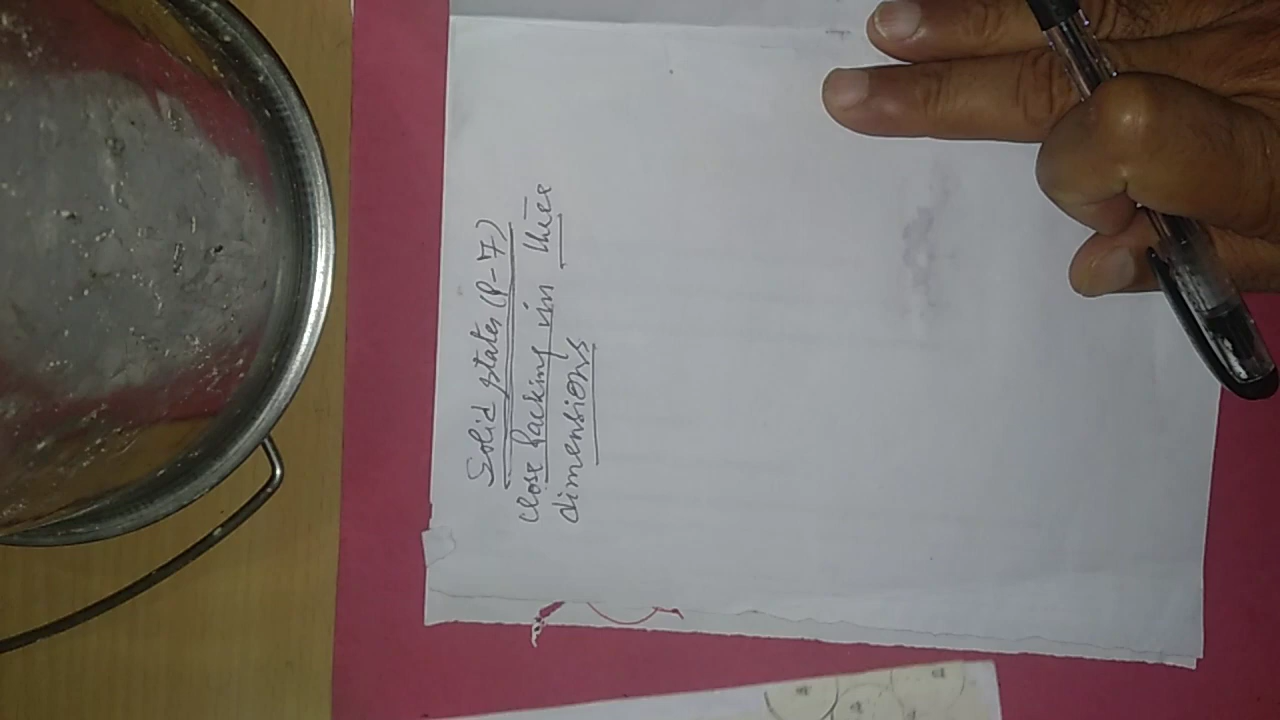 Solid states (P-7)
Close Packing in three
dimensions